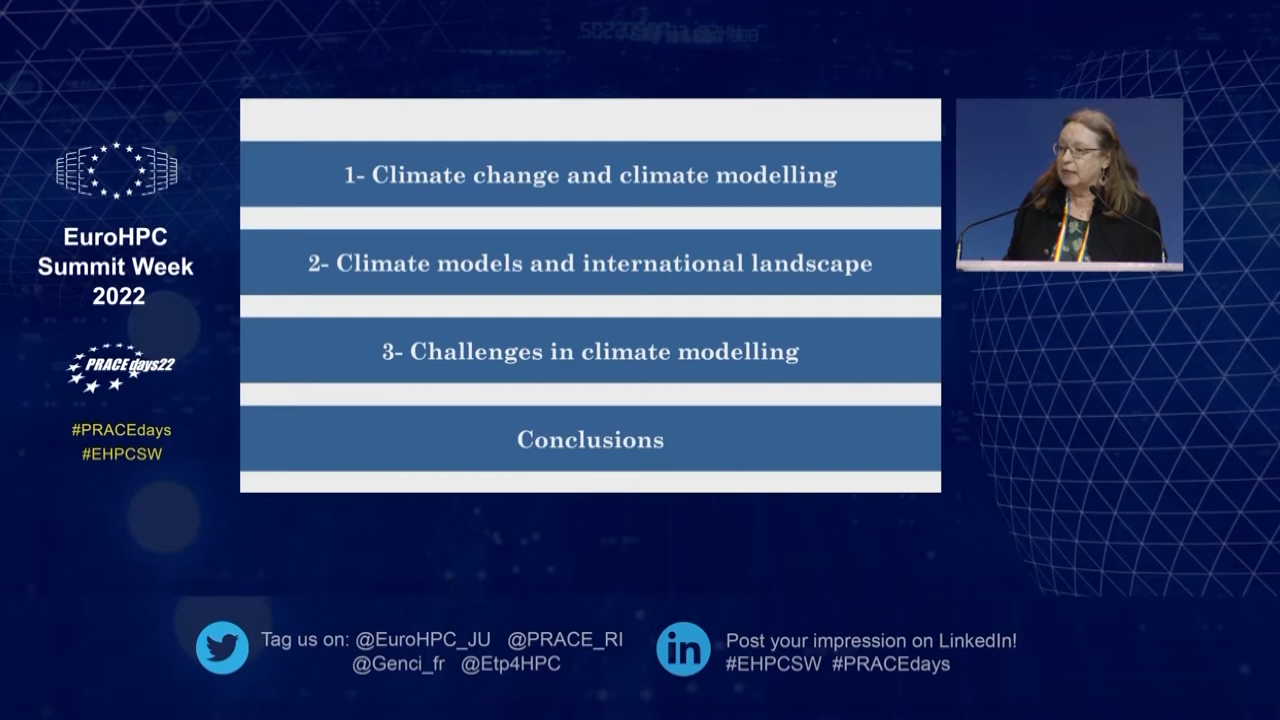 EuroHPC
Summit Week
2022
PRACEdays22
#PRACEdays
#EHPCSW
1- Climate change and climate modelling
2- Climate models and international landscape
3- Challenges in climate modelling
Conclusions
Tag us on: @EuroHPC_JU @PRACE_RI
@Genci_fr @Etp4HPC
in
Post your impression on LinkedIn!
#EHPCSW #PRACEdays